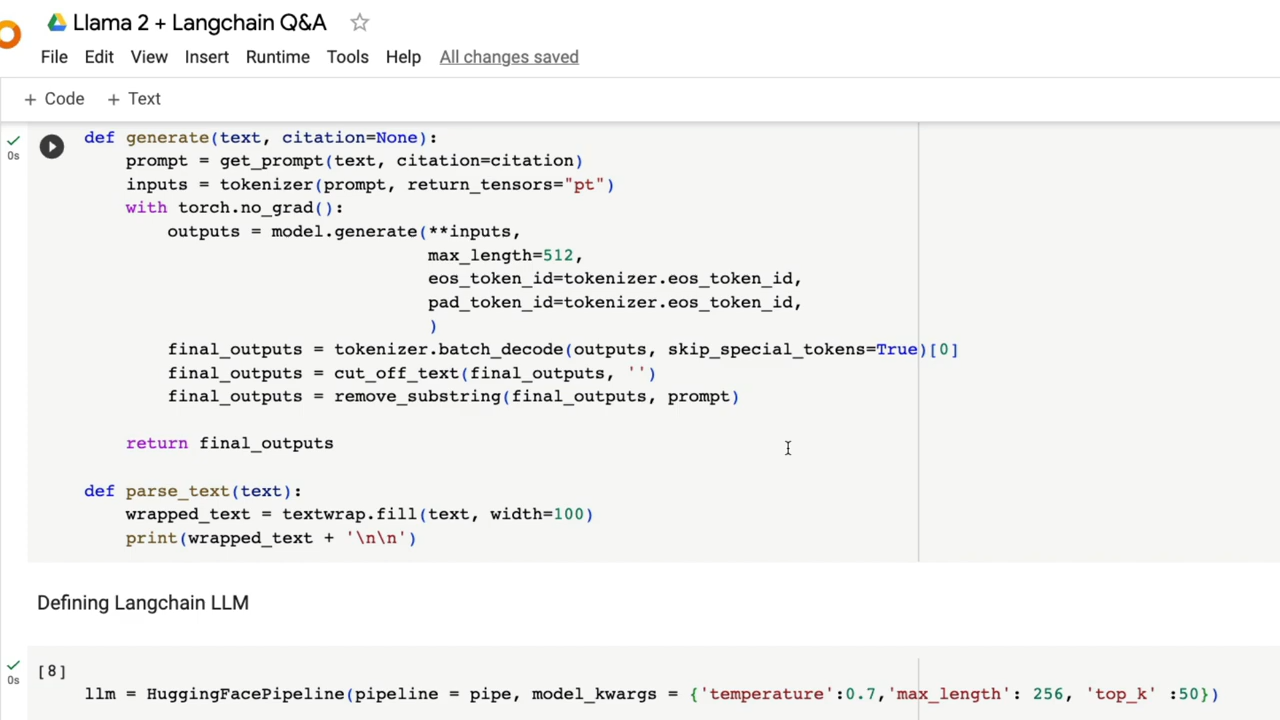 Llama 2 + Langchain Q&A
File Edit View Insert Runtime Tools Help All changes saved
+ Code + Text
0s
def generate(text, citation=None):
    prompt = get_prompt(text, citation=citation)
    inputs = tokenizer(prompt, return_tensors="pt")
    with torch.no_grad():
        outputs = model.generate(**inputs,
                                 max_length=512,
                                 eos_token_id=tokenizer.eos_token_id,
                                 pad_token_id=tokenizer.eos_token_id,
                                 )
        final_outputs = tokenizer.batch_decode(outputs, skip_special_tokens=True)[0]
        final_outputs = cut_off_text(final_outputs, '')
        final_outputs = remove_substring(final_outputs, prompt)
    return final_outputs
def parse_text(text):
    wrapped_text = textwrap.fill(text, width=100)
    print(wrapped_text + '\n\n')
Defining Langchain LLM
[8]
0s
llm = HuggingFacePipeline(pipeline = pipe, model_kwargs = {'temperature':0.7,'max_length': 256, 'top_k' :50})